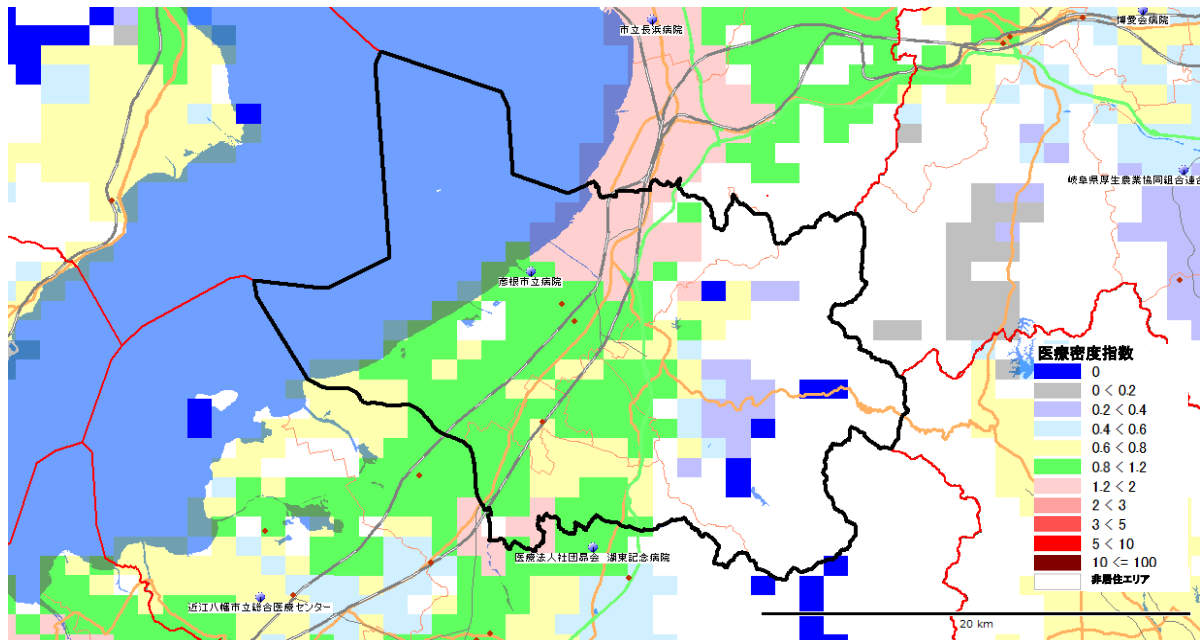 博愛会病院
市立長浜病院
岐阜県厚生農業協同組合連合
彦根市立病院
医療密度指数
0
0 < 0.2
0.2 < 0.4
0.4 < 0.6
0.6 < 0.8
0.8 < 1.2
1.2 < 2
2 < 3
3 < 5
5 < 10
10 <= 100
非居住エリア
医療法人社団昴会 湖東記念病院
近江八幡市立総合医療センター
20 km